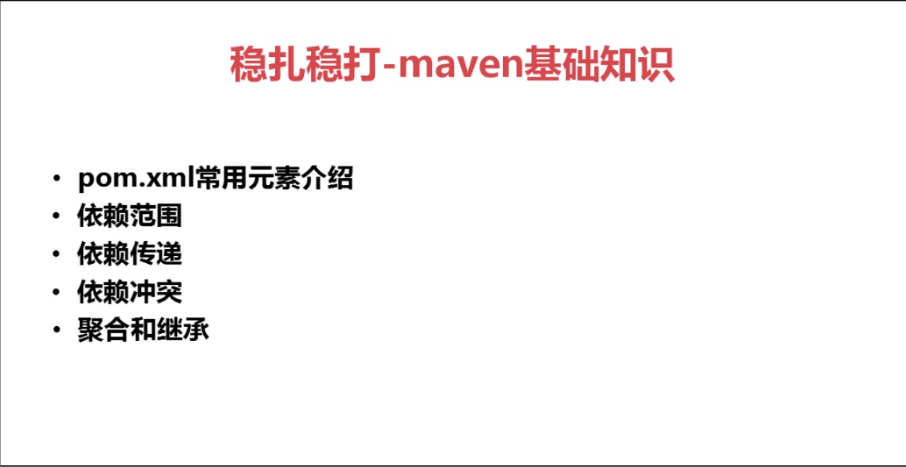 稳扎稳打-maven基础知识
• pom.xml常用元素介绍
• 依赖范围
• 依赖传递
• 依赖冲突
• 聚合和继承